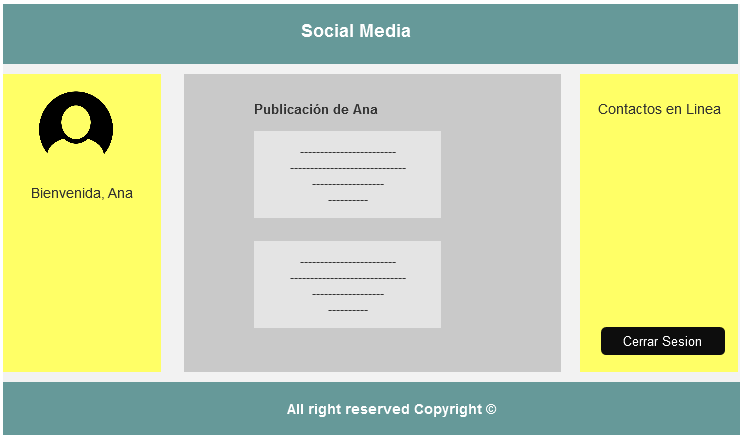 Social Media
Bienvenida, Ana
Publicación de Ana
------------------------
-----------------------------
------------------
----------
------------------------
-----------------------------
------------------
----------
Contactos en Linea
Cerrar Sesion
All right reserved Copyright ©